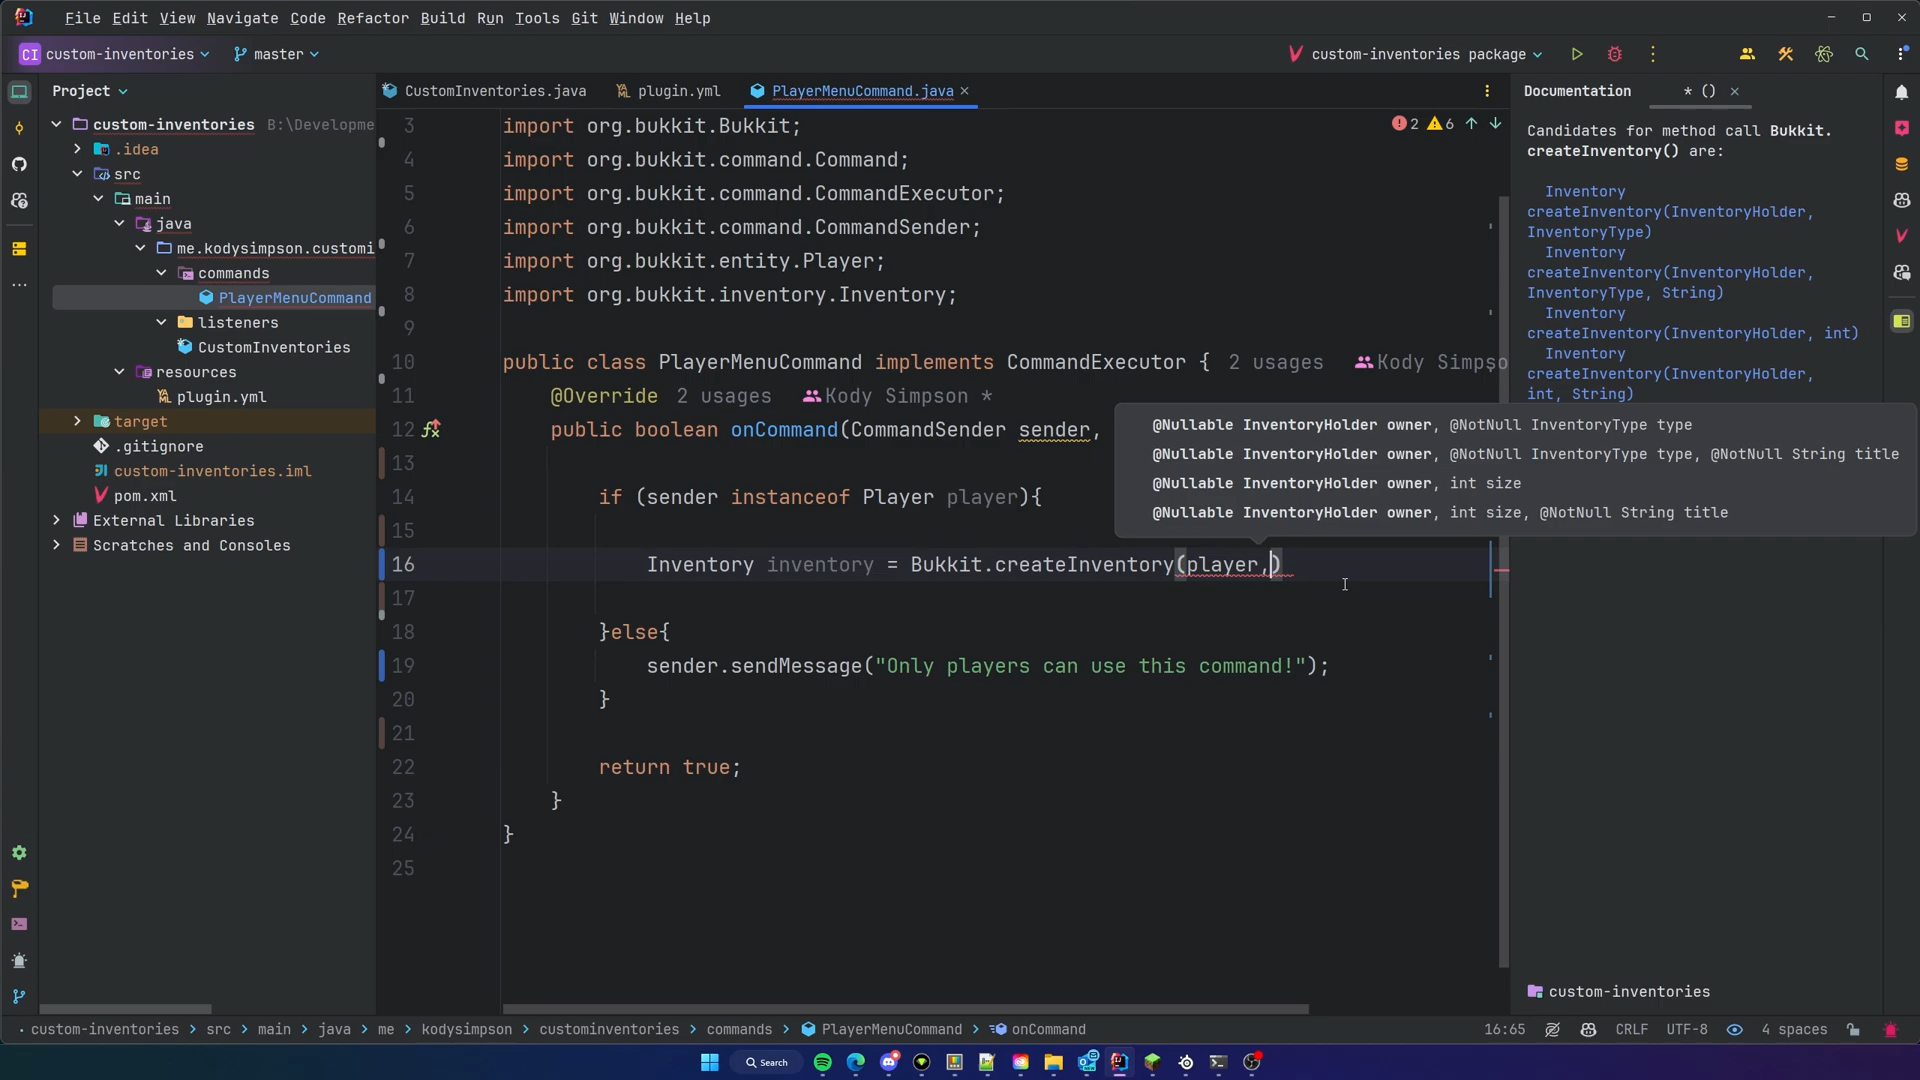 File Edit View Navigate Code Refactor Build Run Tools Git Window Help
CI custom-inventories master custom-inventories package
Project
CustomInventories.java plugin.yml PlayerMenuCommand.java
Documentation * ()
custom-inventories B:\Developme
.idea
src
main
java
me.kodysimpson.customi
commands
PlayerMenuCommand
listeners
CustomInventories
resources
plugin.yml
target
.gitignore
custom-inventories.iml
pom.xml
External Libraries
Scratches and Consoles
2 6
3 import org.bukkit.Bukkit;
4 import org.bukkit.command.Command;
5 import org.bukkit.command.CommandExecutor;
6 import org.bukkit.command.CommandSender;
7 import org.bukkit.entity.Player;
8 import org.bukkit.inventory.Inventory;
9
10 public class PlayerMenuCommand implements CommandExecutor { 2 usages Kody Simpso
11 @Override 2 usages Kody Simpson *
12 public boolean onCommand(CommandSender sender,
13
14 if (sender instanceof Player player){
15
16 Inventory inventory = Bukkit.createInventory(player,)
17
18 }else{
19 sender.sendMessage("Only players can use this command!");
20 }
21
22 return true;
23 }
24 }
25
@Nullable InventoryHolder owner, @NotNull InventoryType type
@Nullable InventoryHolder owner, @NotNull InventoryType type, @NotNull String title
@Nullable InventoryHolder owner, int size
@Nullable InventoryHolder owner, int size, @NotNull String title
Candidates for method call Bukkit.
createInventory() are:
Inventory
createInventory(InventoryHolder,
InventoryType)
Inventory
createInventory(InventoryHolder,
InventoryType, String)
Inventory
createInventory(InventoryHolder, int)
Inventory
createInventory(InventoryHolder,
int, String)
custom-inventories
custom-inventories > src > main > java > me > kodysimpson > custominventories > commands > PlayerMenuCommand > onCommand 16:65 CRLF UTF-8 4 spaces
Search